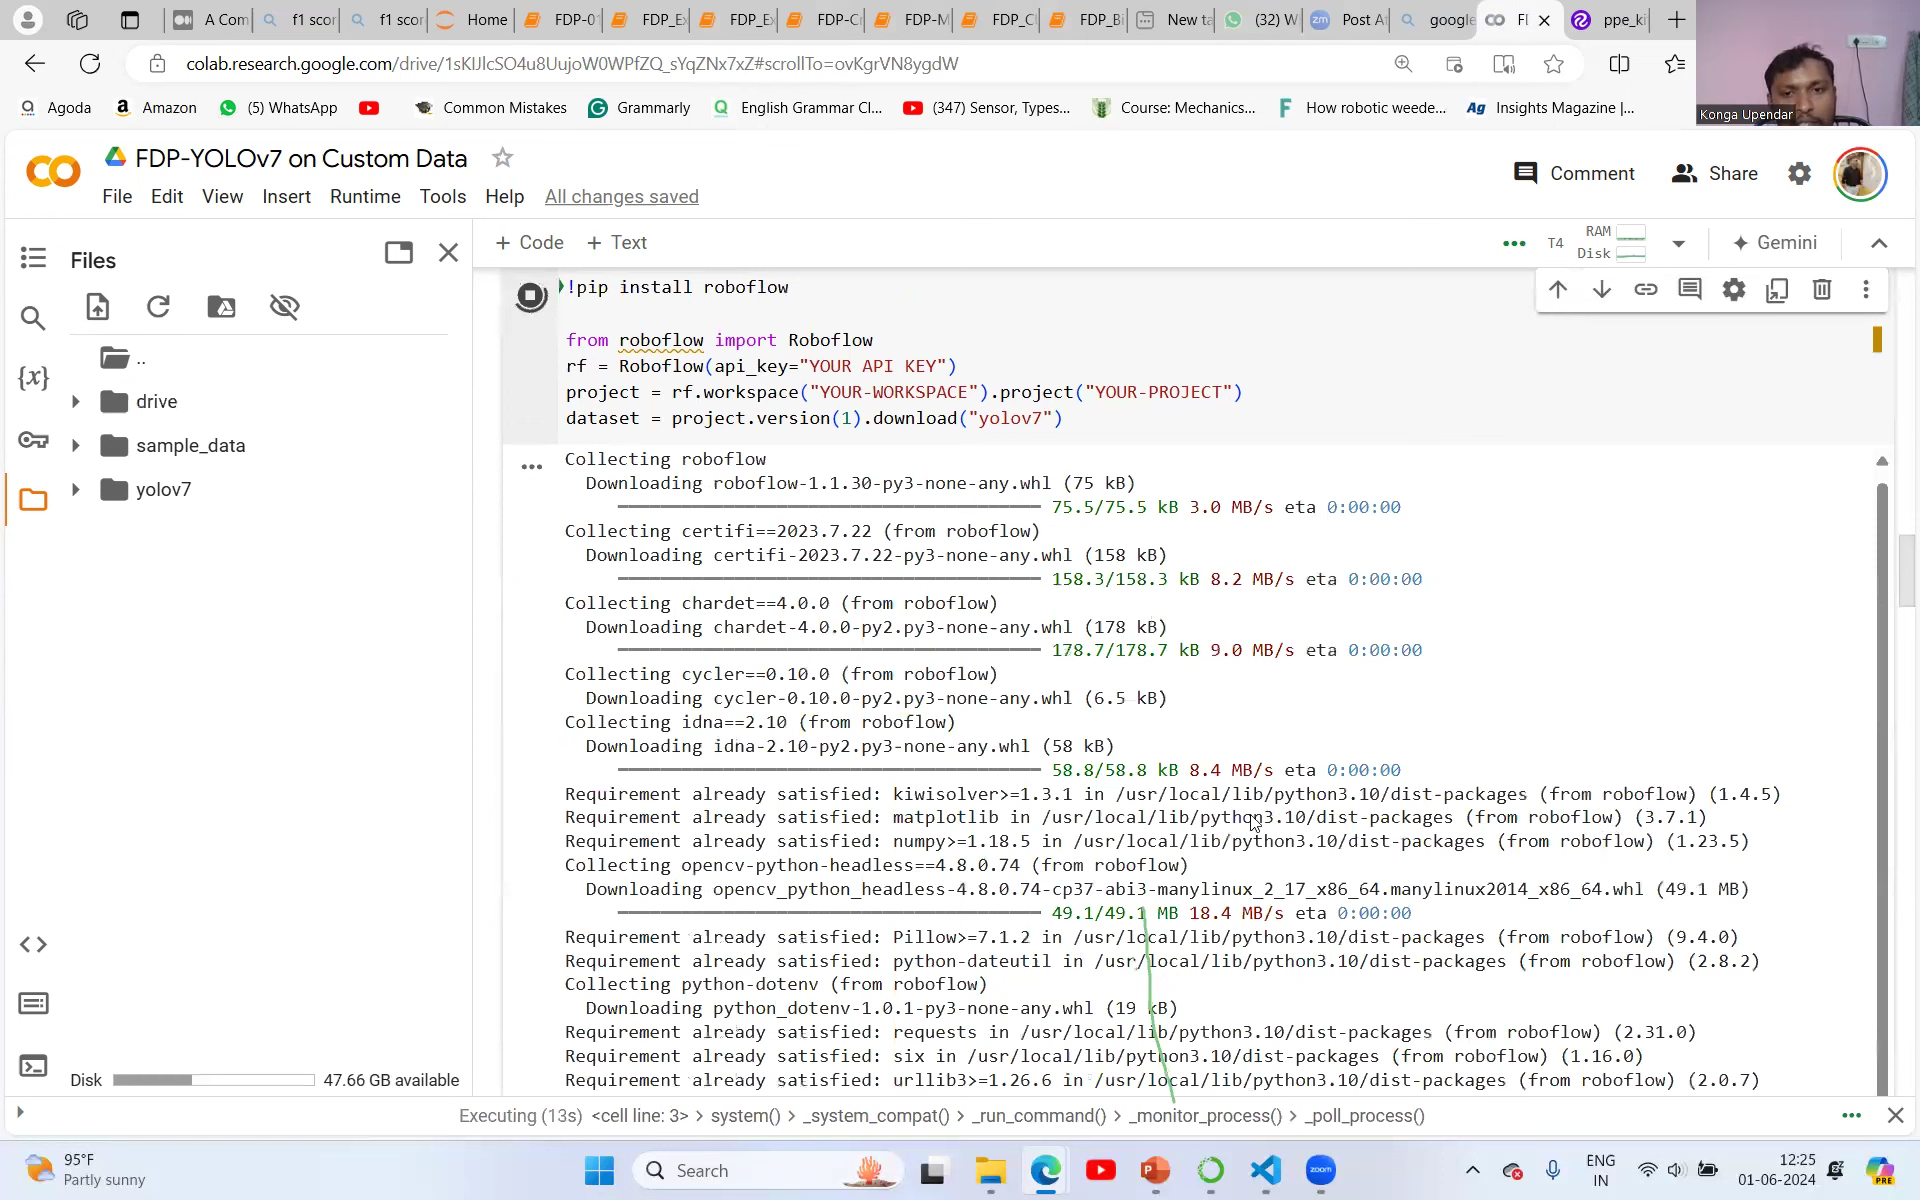 A Com
f1 scor
f1 scor
Home
FDP-01
FDP_Ex
FDP_Ex
FDP-Cr
FDP-M
FDP_Cl
FDP_Bi
New ta
(32) W
zm
Post At
google
Fl
ppe_ki
colab.research.google.com/drive/1sKIJlcSO4u8UujoW0WPfZQ_sYqZNx7xZ#scrollTo=ovKgrVN8ygdW
Agoda
Amazon
(5) WhatsApp
Common Mistakes
Grammarly
English Grammar Cl...
(347) Sensor, Types...
Course: Mechanics...
How robotic weede...
Ag Insights Magazine |...
Konga Upendar
FDP-YOLOv7 on Custom Data
Comment
Share
File Edit View Insert Runtime Tools Help All changes saved
Files
+ Code + Text
T4
RAM
Disk
Gemini
..
drive
sample_data
yolov7
!pip install roboflow
from roboflow import Roboflow
rf = Roboflow(api_key="YOUR API KEY")
project = rf.workspace("YOUR-WORKSPACE").project("YOUR-PROJECT")
dataset = project.version(1).download("yolov7")
Collecting roboflow
Downloading roboflow-1.1.30-py3-none-any.whl (75 kB)
75.5/75.5 kB 3.0 MB/s eta 0:00:00
Collecting certifi==2023.7.22 (from roboflow)
Downloading certifi-2023.7.22-py3-none-any.whl (158 kB)
158.3/158.3 kB 8.2 MB/s eta 0:00:00
Collecting chardet==4.0.0 (from roboflow)
Downloading chardet-4.0.0-py2.py3-none-any.whl (178 kB)
178.7/178.7 kB 9.0 MB/s eta 0:00:00
Collecting cycler==0.10.0 (from roboflow)
Downloading cycler-0.10.0-py2.py3-none-any.whl (6.5 kB)
Collecting idna==2.10 (from roboflow)
Downloading idna-2.10-py2.py3-none-any.whl (58 kB)
58.8/58.8 kB 8.4 MB/s eta 0:00:00
Requirement already satisfied: kiwisolver>=1.3.1 in /usr/local/lib/python3.10/dist-packages (from roboflow) (1.4.5)
Requirement already satisfied: matplotlib in /usr/local/lib/python3.10/dist-packages (from roboflow) (3.7.1)
Requirement already satisfied: numpy>=1.18.5 in /usr/local/lib/python3.10/dist-packages (from roboflow) (1.23.5)
Collecting opencv-python-headless==4.8.0.74 (from roboflow)
Downloading opencv_python_headless-4.8.0.74-cp37-abi3-manylinux_2_17_x86_64.manylinux2014_x86_64.whl (49.1 MB)
49.1/49.1 MB 18.4 MB/s eta 0:00:00
Requirement already satisfied: Pillow>=7.1.2 in /usr/local/lib/python3.10/dist-packages (from roboflow) (9.4.0)
Requirement already satisfied: python-dateutil in /usr/local/lib/python3.10/dist-packages (from roboflow) (2.8.2)
Collecting python-dotenv (from roboflow)
Downloading python_dotenv-1.0.1-py3-none-any.whl (19 kB)
Requirement already satisfied: requests in /usr/local/lib/python3.10/dist-packages (from roboflow) (2.31.0)
Requirement already satisfied: six in /usr/local/lib/python3.10/dist-packages (from roboflow) (1.16.0)
Requirement already satisfied: urllib3>=1.26.6 in /usr/local/lib/python3.10/dist-packages (from roboflow) (2.0.7)
Disk 47.66 GB available
Executing (13s) <cell line: 3> > system() > _system_compat() > _run_command() > _monitor_process() > _poll_process()
95°F
Partly sunny
Search
zoom
ENG
IN
12:25
01-06-2024
PRE